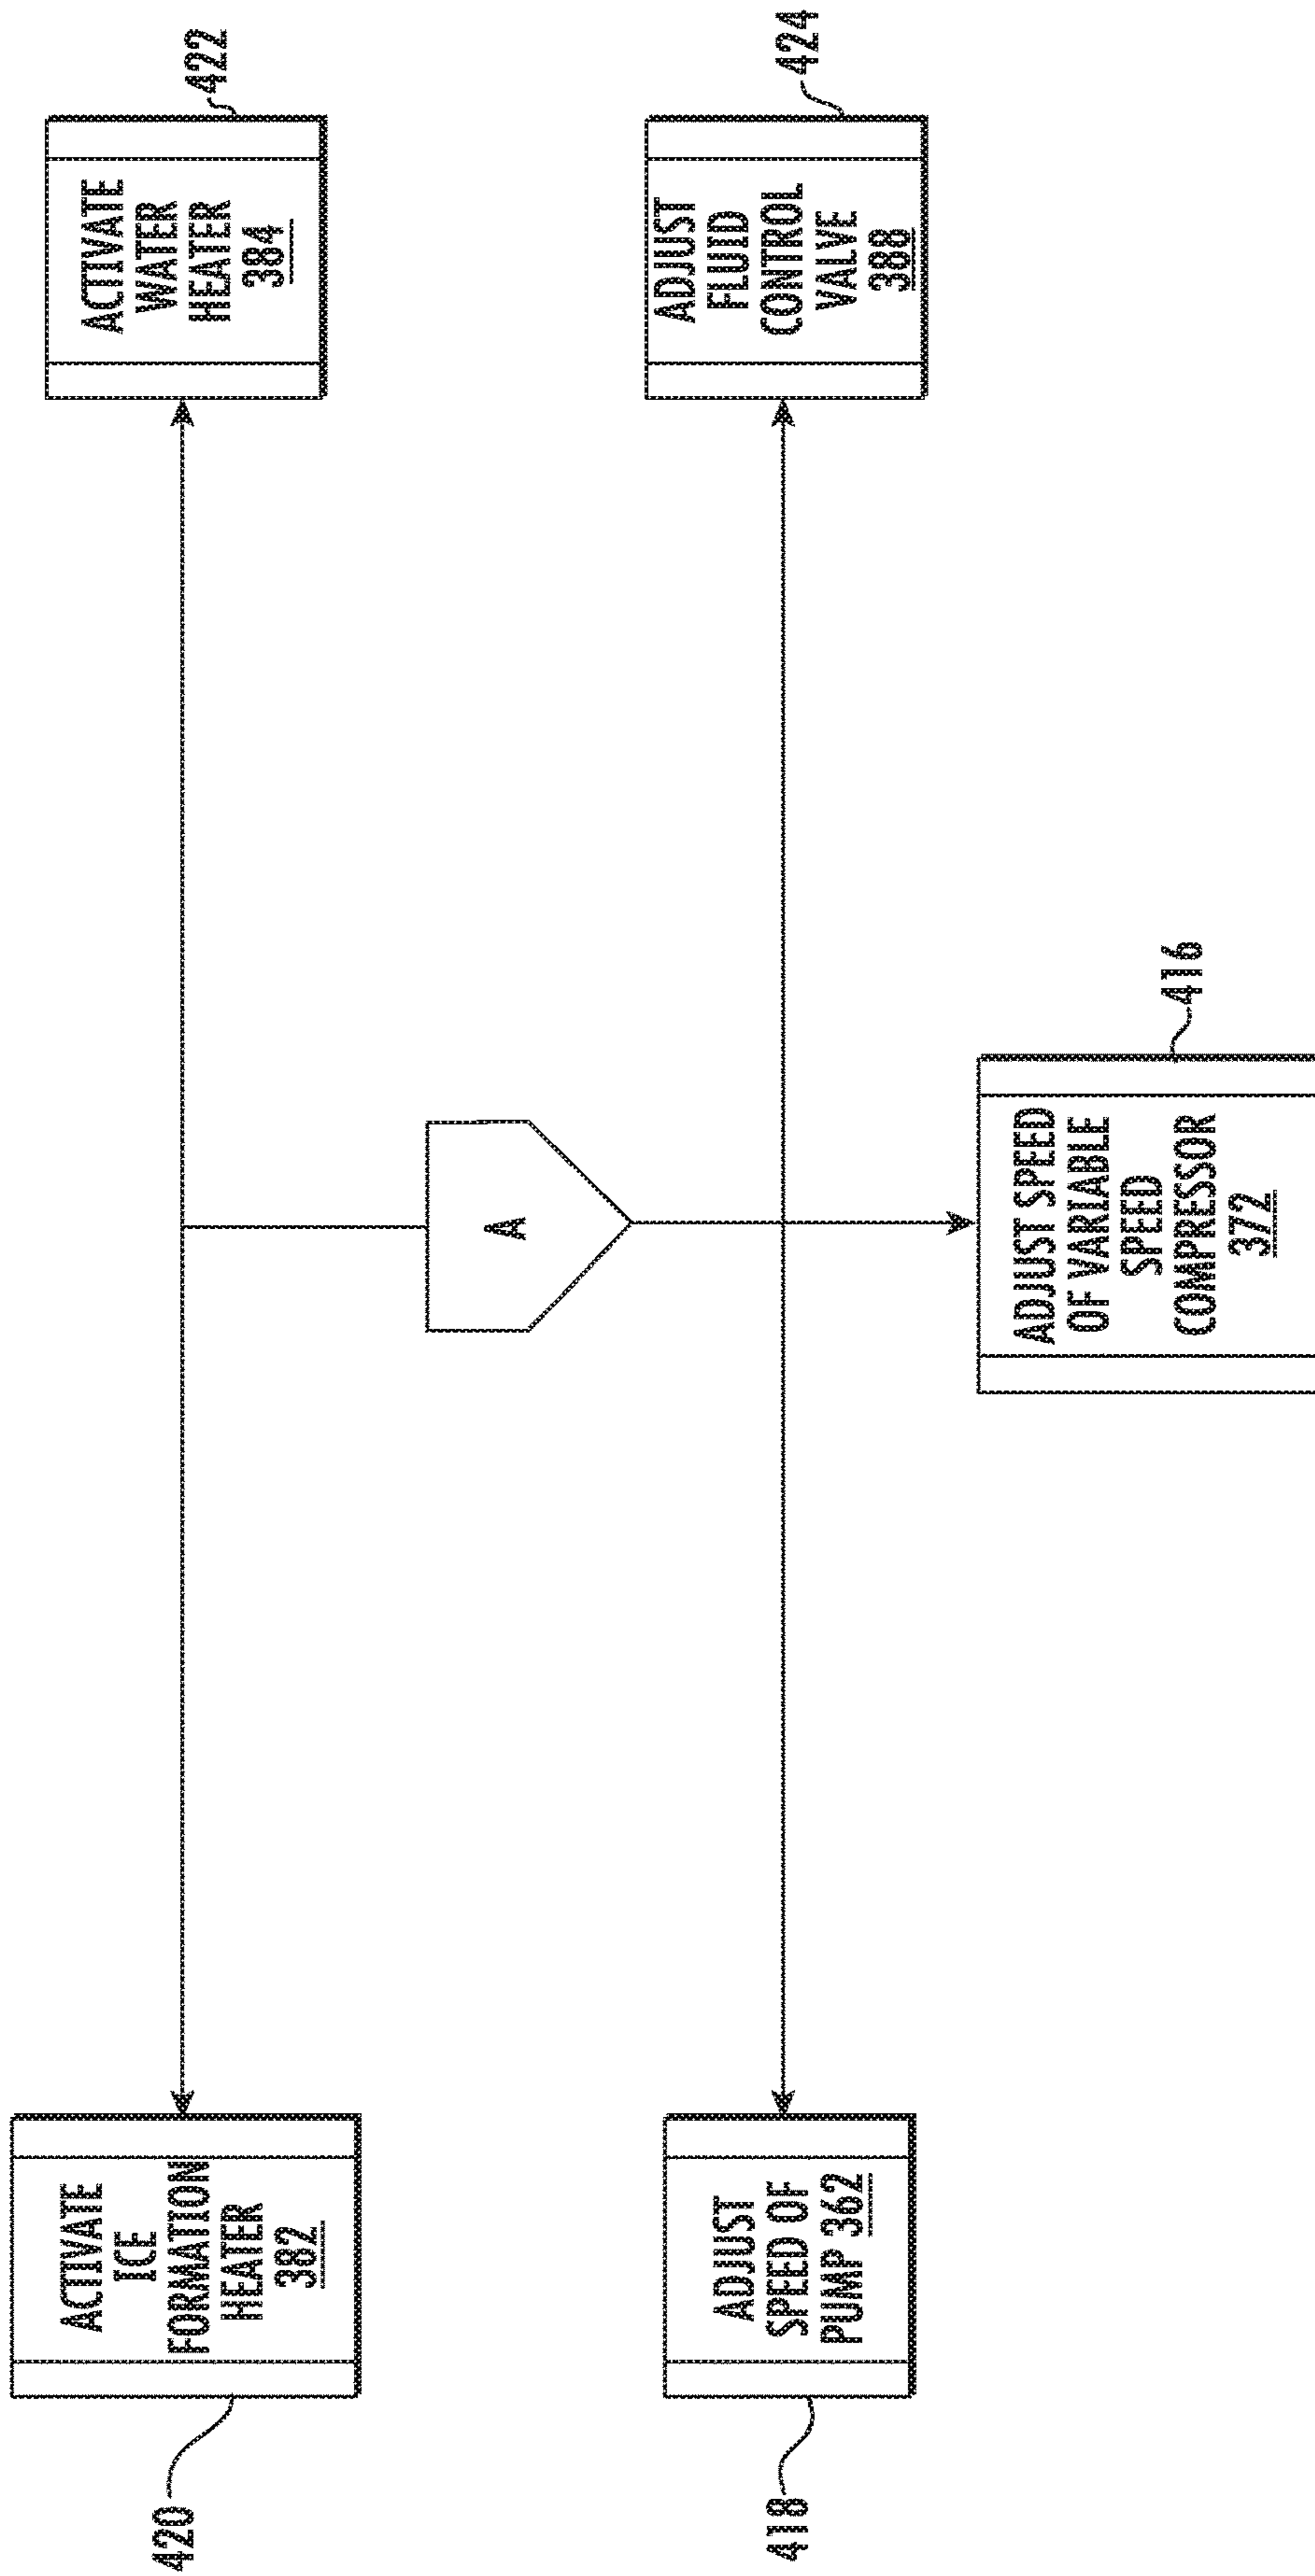 420
ACTIVATE
ICE
FORMATION
HEATER
382
ACTIVATE
WATER
HEATER
384
422
A
418
ADJUST
SPEED OF
PUMP 362
ADJUST
FLUID
CONTROL
VALVE
388
424
ADJUST SPEED
OF VARIABLE
SPEED
COMPRESSOR
372
416